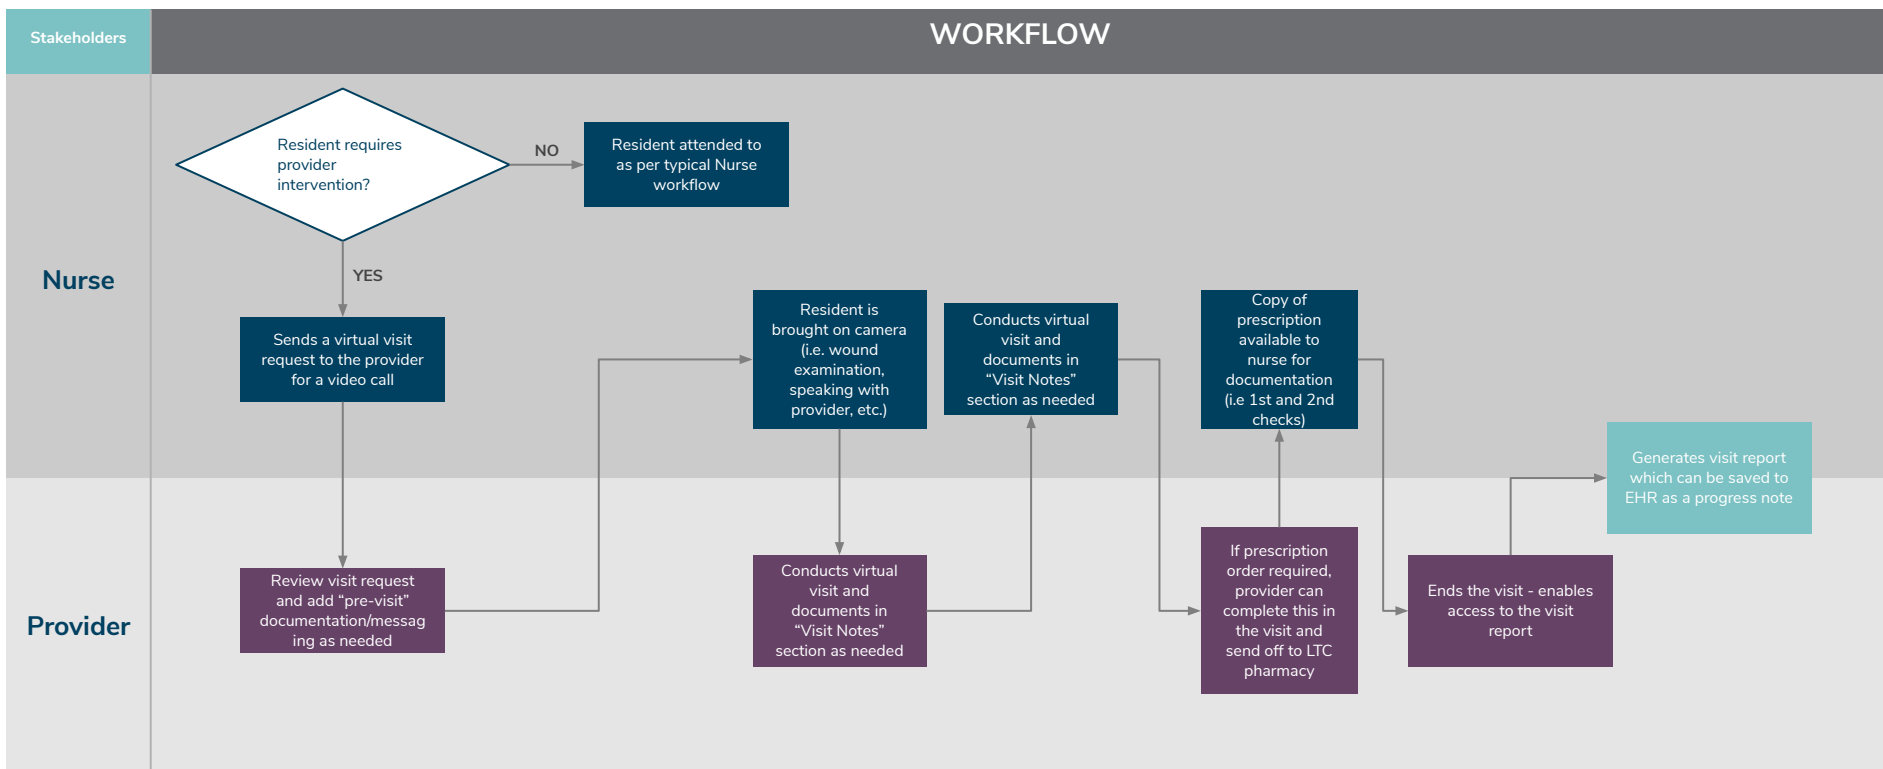 Stakeholders
WORKFLOW
Nurse
Resident requires
provider
intervention?
NO
Resident attended to
as per typical Nurse
workflow
YES
Sends a virtual visit
request to the provider
for a video call
Resident is
brought on camera
(i.e. wound
examination,
speaking with
provider, etc.)
Conducts virtual
visit and
documents in
“Visit Notes”
section as needed
Copy of
prescription
available to
nurse for
documentation
(i.e 1st and 2nd
checks)
Generates visit report
which can be saved to
EHR as a progress note
Provider
Review visit request
and add “pre-visit”
documentation/messag
ing as needed
Conducts virtual
visit and
documents in
“Visit Notes”
section as needed
If prescription
order required,
provider can
complete this in
the visit and
send off to LTC
pharmacy
Ends the visit - enables
access to the visit
report